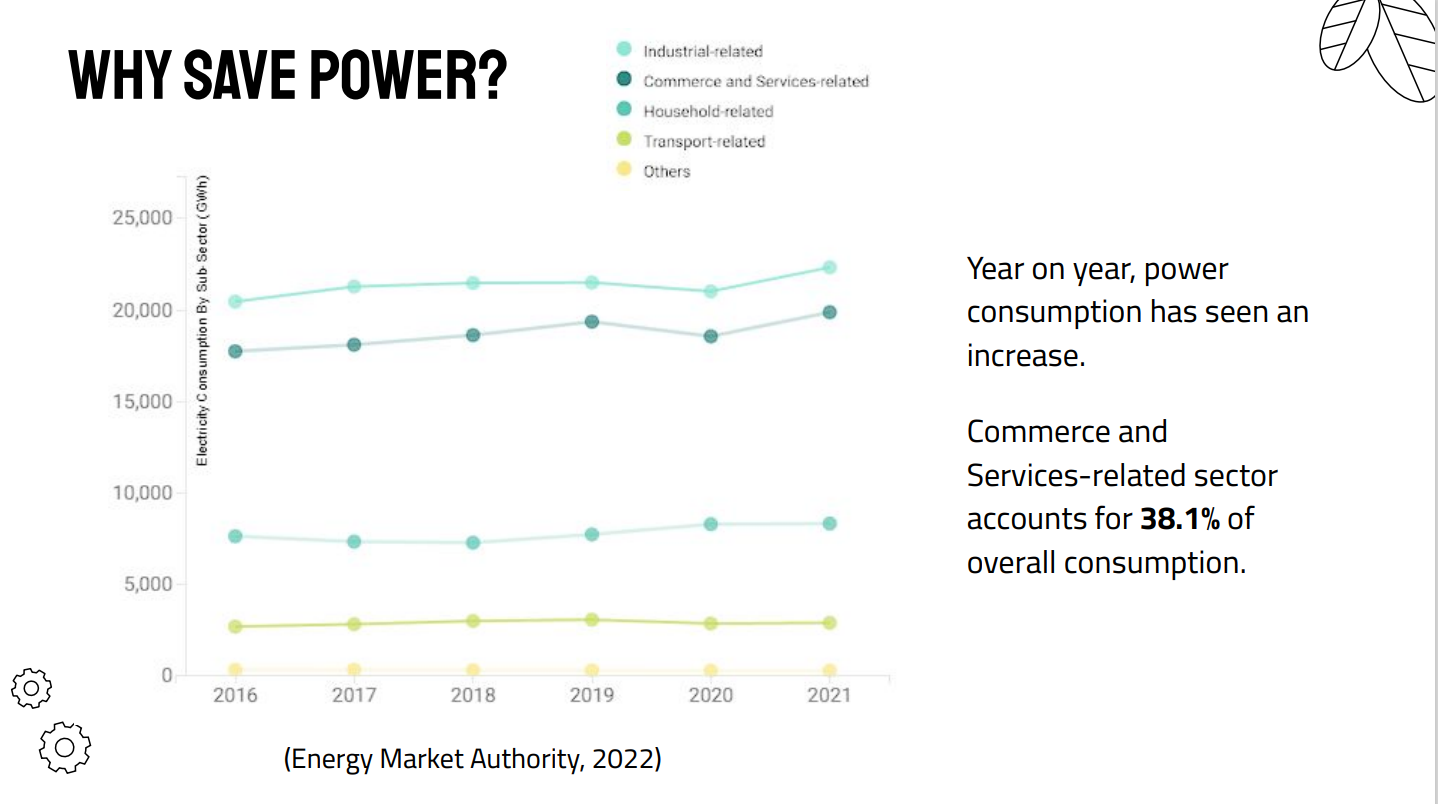 WHY SAVE POWER?
Industrial-related
Commerce and Services-related
Household-related
Transport-related
Others
Electricity Consumption By Sub-Sector (GWh)
25,000
20,000
15,000
10,000
5,000
0
2016 2017 2018 2019 2020 2021
(Energy Market Authority, 2022)
Year on year, power
consumption has seen an
increase.
Commerce and
Services-related sector
accounts for 38.1% of
overall consumption.